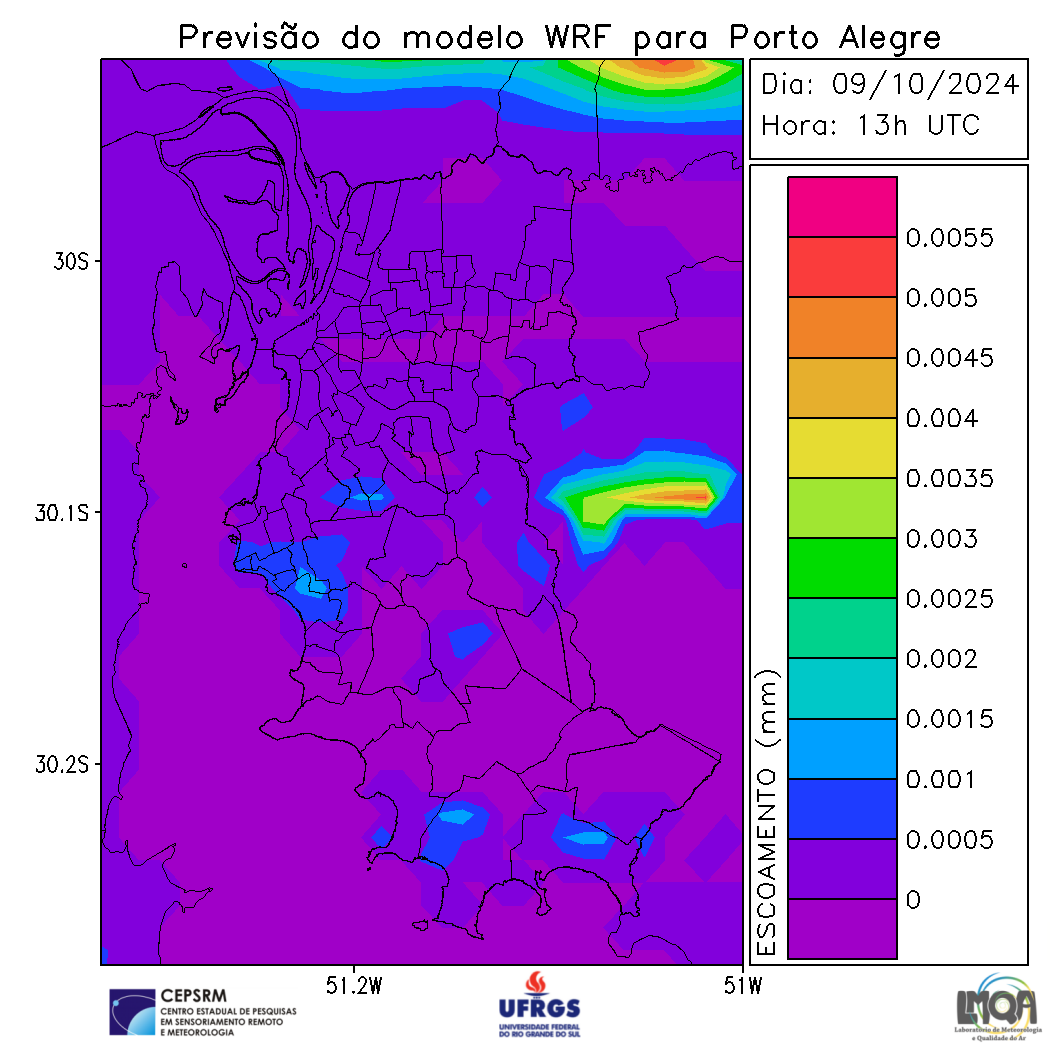 Previsão do modelo WRF para Porto Alegre
Dia: 09/10/2024
Hora: 13h UTC
30S
30.1S
30.2S
51.2W
51W
ESCOAMENTO (mm)
0.0055
0.005
0.0045
0.004
0.0035
0.003
0.0025
0.002
0.0015
0.001
0.0005
0
CEPSRM
CENTRO ESTADUAL DE PESQUISAS
EM SENSORIAMENTO REMOTO
E METEOROLOGIA
UFRGS
UNIVERSIDADE FEDERAL
DO RIO GRANDE DO SUL
LMQA
Laboratório de Meteorologia
e Qualidade do Ar